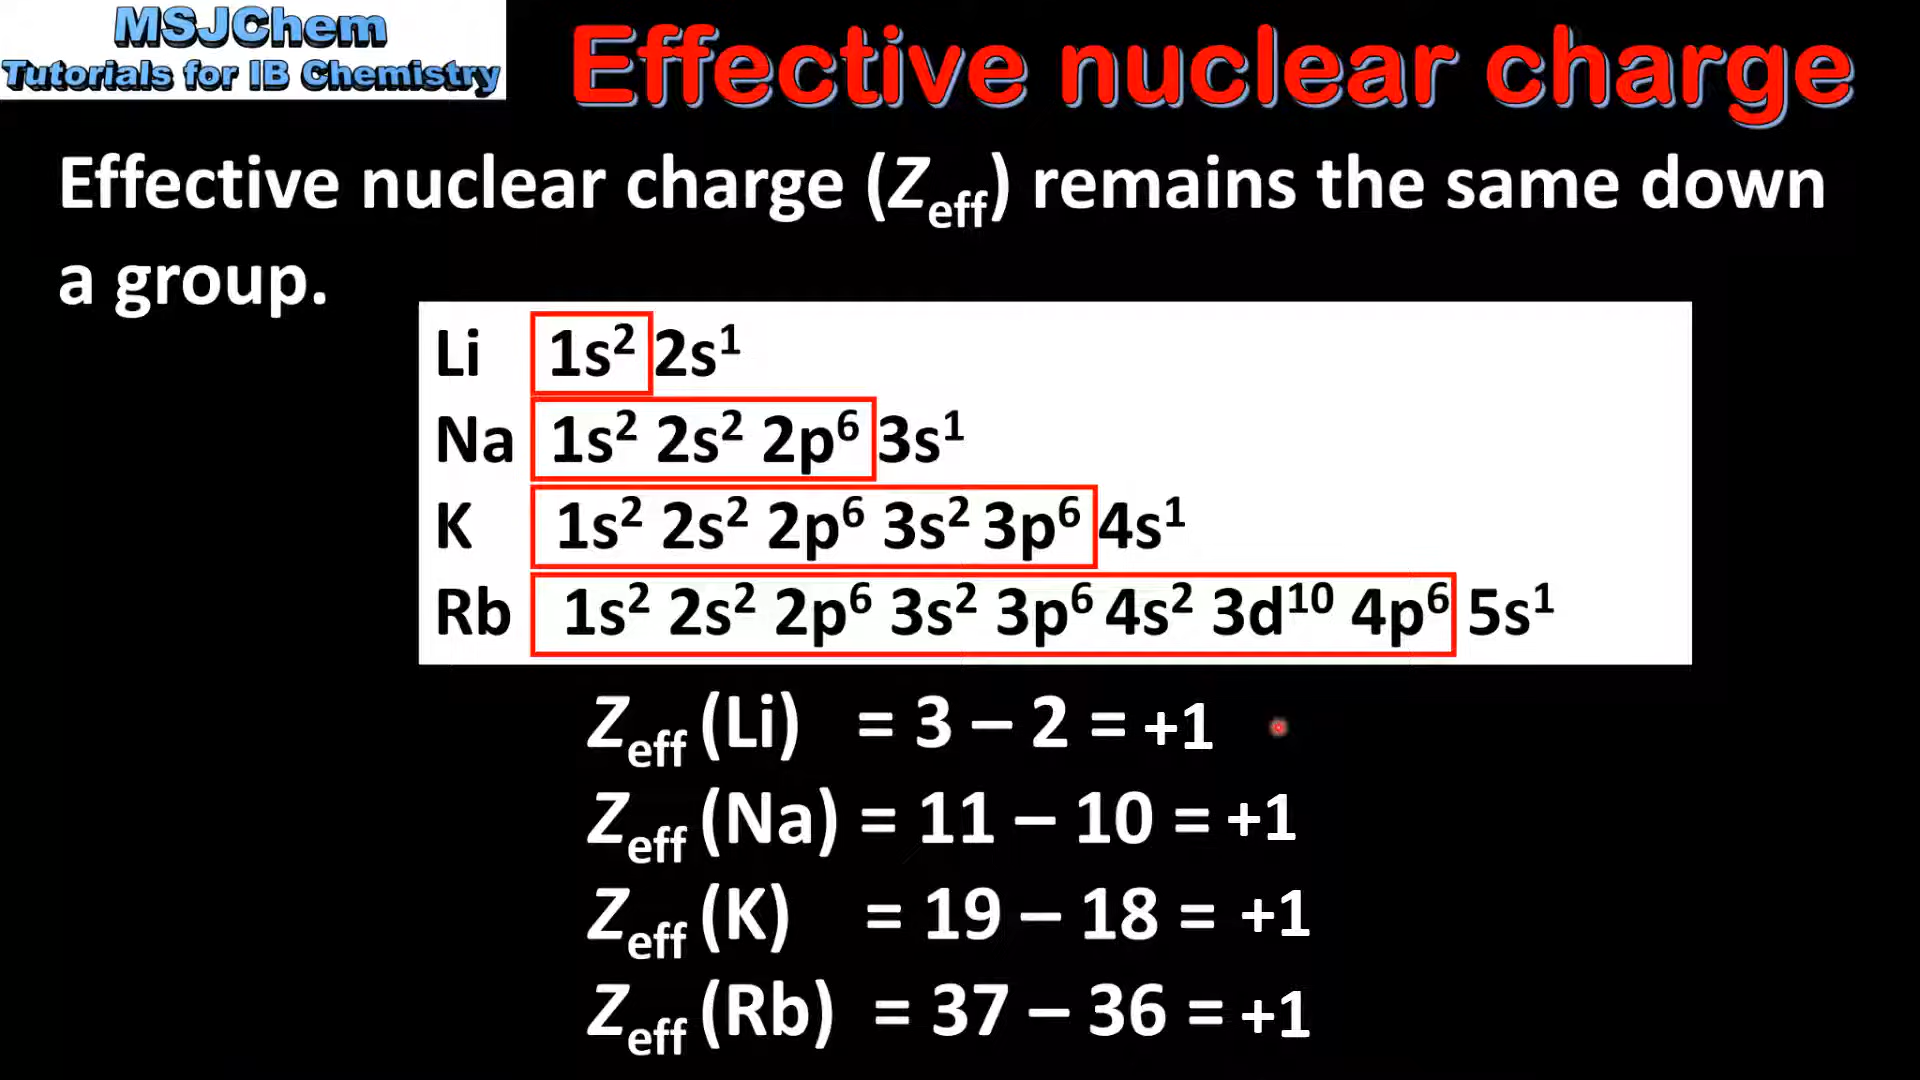 MSJChem
Tutorials for IB Chemistry
Effective nuclear charge
Effective nuclear charge (Zeff) remains the same down
a group.
Li 1s² 2s¹
Na 1s² 2s² 2p⁶ 3s¹
K 1s² 2s² 2p⁶ 3s² 3p⁶ 4s¹
Rb 1s² 2s² 2p⁶ 3s² 3p⁶ 4s² 3d¹⁰ 4p⁶ 5s¹
Zeff (Li) = 3 – 2 = +1
Zeff (Na) = 11 – 10 = +1
Zeff (K) = 19 – 18 = +1
Zeff (Rb) = 37 – 36 = +1